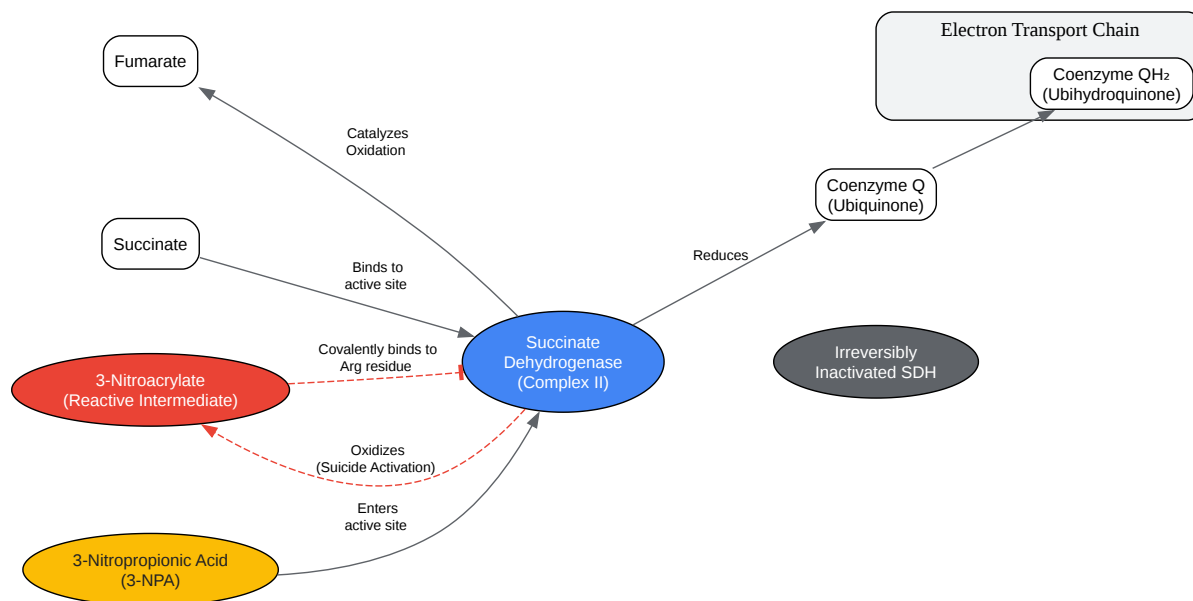 Electron Transport Chain
Fumarate
Coenzyme QH₂
(Ubihydroquinone)
Catalyzes
Oxidation
Coenzyme Q
(Ubiquinone)
Succinate
Reduces
Binds to
active site
Succinate
Dehydrogenase
(Complex II)
Irreversibly
Inactivated SDH
Covalently binds to
Arg residue
3-Nitroacrylate
(Reactive Intermediate)
Oxidizes
(Suicide Activation)
Enters
active site
3-Nitropropionic Acid
(3-NPA)